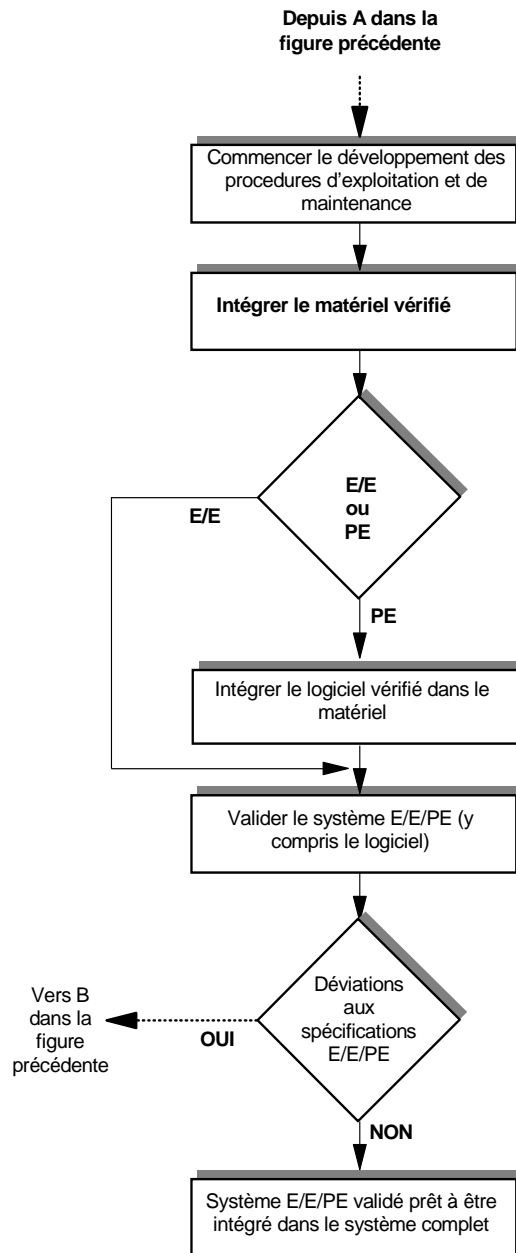 Depuis A dans la
figure précédente
Commencer le développement des
procedures d'exploitation et de
maintenance
Intégrer le matériel vérifié
E/E
ou
PE
E/E
PE
Intégrer le logiciel vérifié dans le
matériel
Valider le système E/E/PE (y
compris le logiciel)
Déviations
aux
spécifications
E/E/PE
Vers B
dans la
figure
précédente
OUI
NON
Système E/E/PE validé prêt à être
intégré dans le système complet